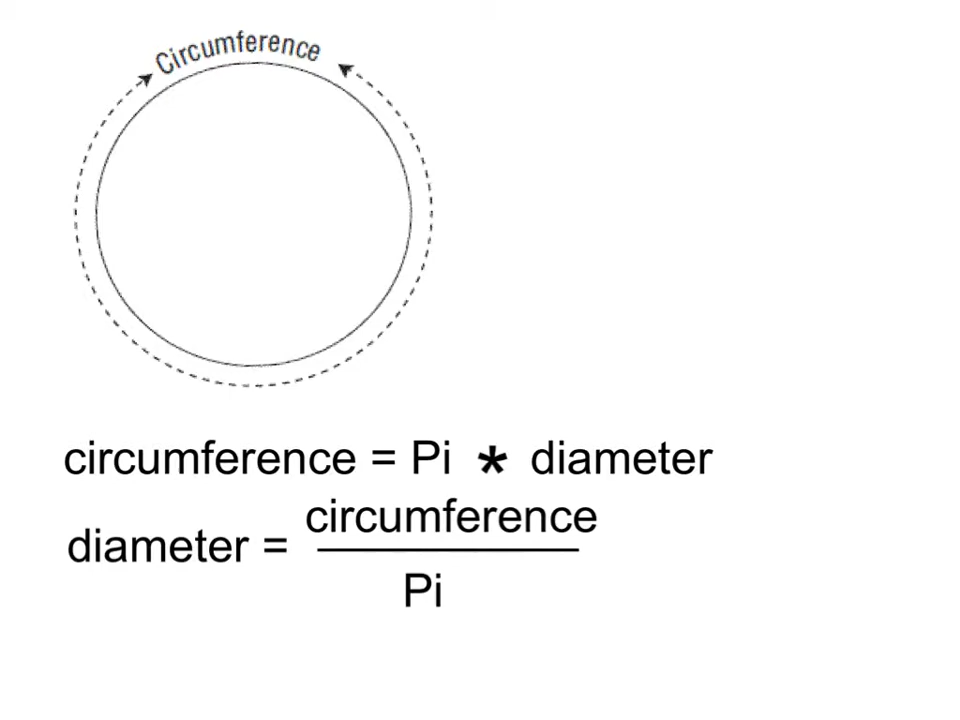 Circumference
circumference = Pi * diameter
diameter = circumference
Pi